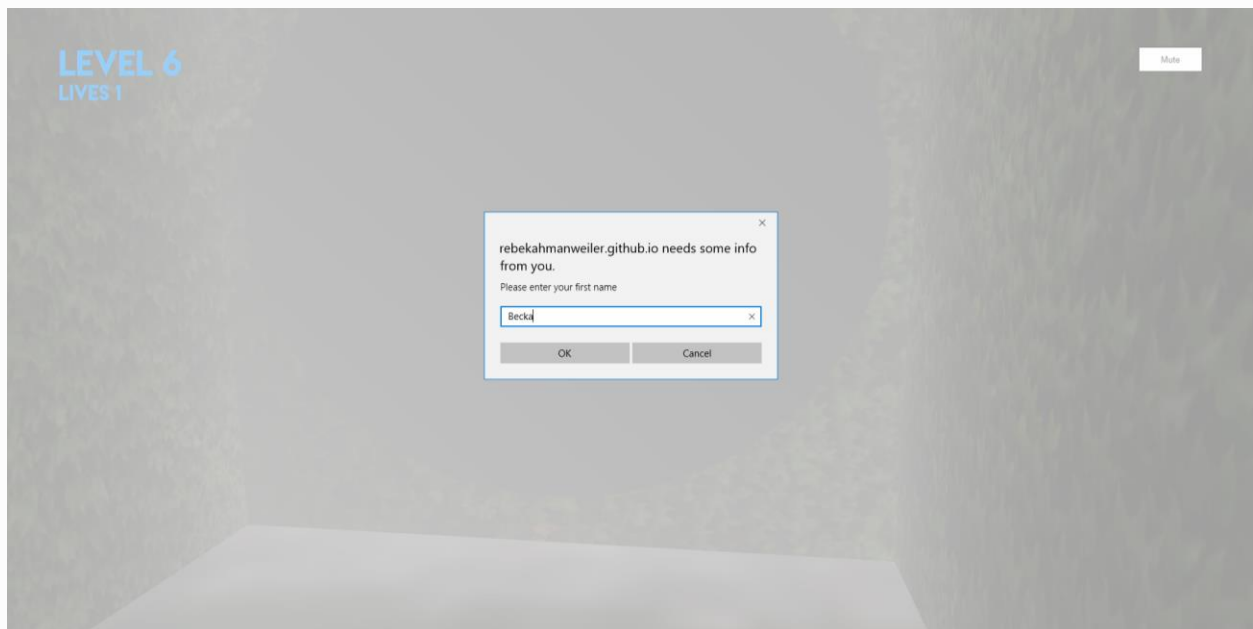 LEVEL 6
LIVES 1
Mute
rebekahmanweiler.github.io needs some info
from you.
Please enter your first name
Becka
OK
Cancel